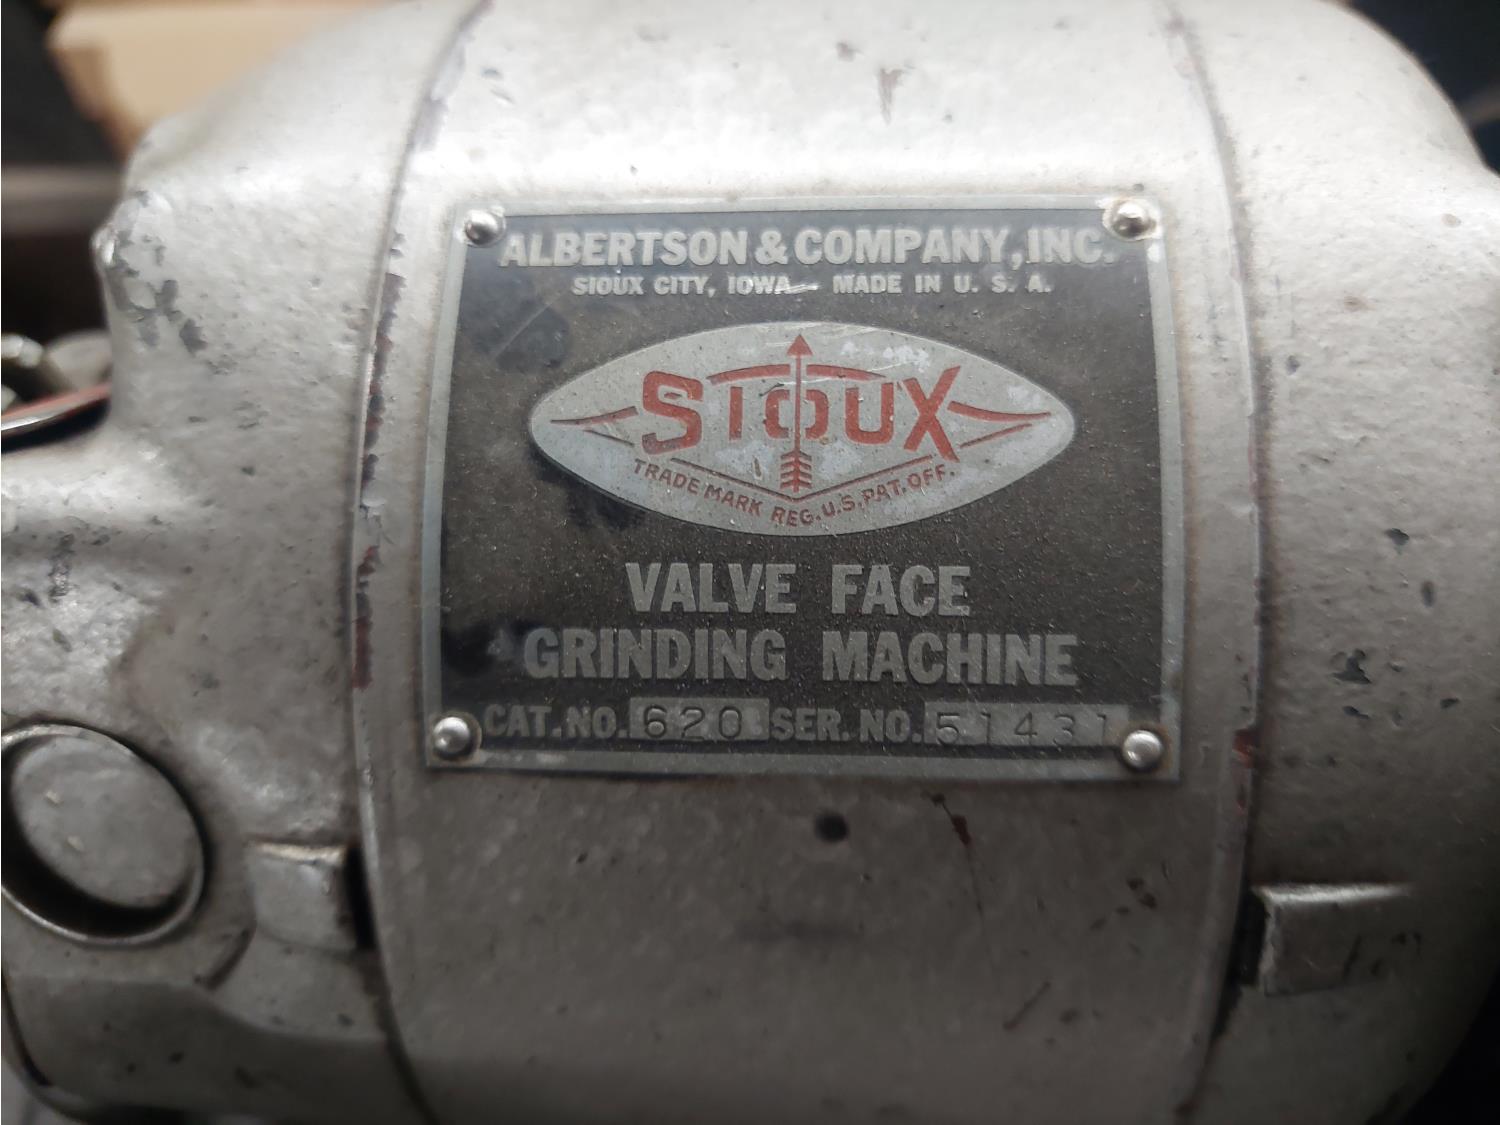 ALBERTSON & COMPANY, INC.
SIOUX CITY, IOWA - MADE IN U. S. A.
SIOUX
TRADE MARK REG. U.S. PAT. OFF.
VALVE FACE
GRINDING MACHINE
CAT. NO. 620 SER. NO. 51431